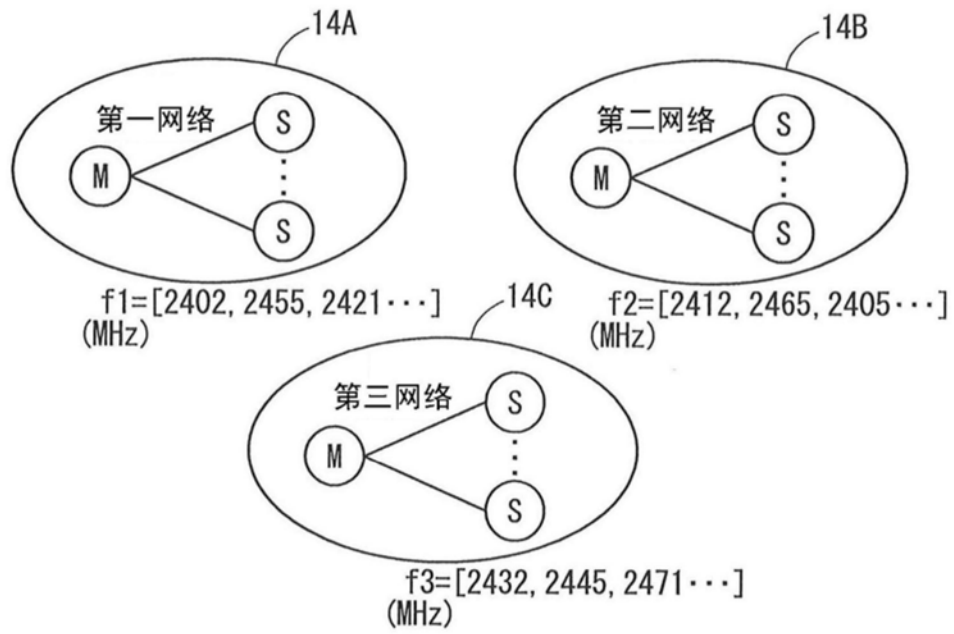 14A
第一网络
S
M
S
f1=[2402, 2455, 2421···]
(MHz)
14B
第二网络
S
M
S
f2=[2412, 2465, 2405···]
(MHz)
14C
第三网络
S
M
S
f3=[2432, 2445, 2471···]
(MHz)